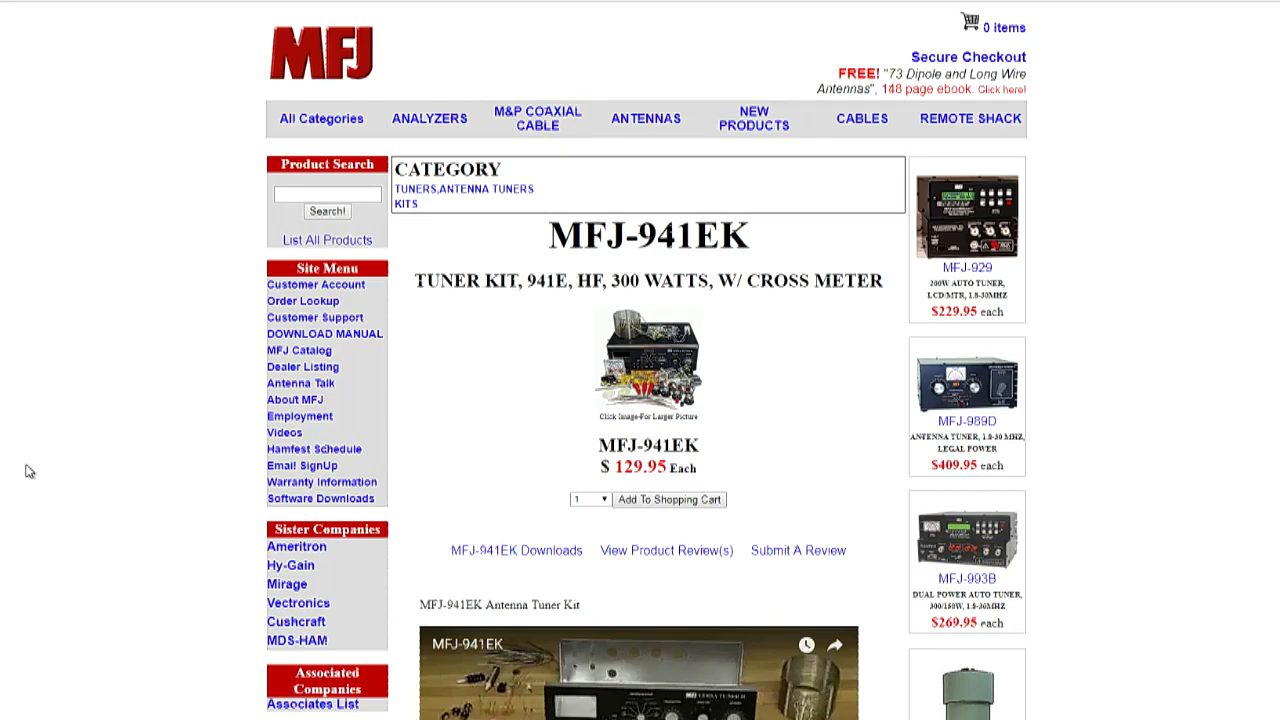 MFJ
0 items
Secure Checkout
FREE! "73 Dipole and Long Wire
Antennas", 148 page ebook. Click here!
All Categories
ANALYZERS
M&P COAXIAL
CABLE
ANTENNAS
NEW
PRODUCTS
CABLES
REMOTE SHACK
Product Search
Search!
List All Products
Site Menu
Customer Account
Order Lookup
Customer Support
DOWNLOAD MANUAL
MFJ Catalog
Dealer Listing
Antenna Talk
About MFJ
Employment
Videos
Hamfest Schedule
Email SignUp
Warranty Information
Software Downloads
Sister Companies
Ameritron
Hy-Gain
Mirage
Vectronics
Cushcraft
MDS-HAM
Associated
Companies
Associates List
CATEGORY
TUNERS,ANTENNA TUNERS
KITS
MFJ-941EK
TUNER KIT, 941E, HF, 300 WATTS, W/ CROSS METER
Click Image-For Larger Picture
MFJ-941EK
$ 129.95 Each
1
Add To Shopping Cart
MFJ-941EK Downloads
View Product Review(s)
Submit A Review
MFJ-941EK Antenna Tuner Kit
MFJ-941EK
MFJ-929
200W AUTO TUNER,
LCD/MTR, 1.8-30MHZ
$229.95 each
MFJ-989D
ANTENNA TUNER, 1.8-30 MHZ,
LEGAL POWER
$409.95 each
MFJ-993B
DUAL POWER AUTO TUNER,
300/150W, 1.8-30MHZ
$269.95 each